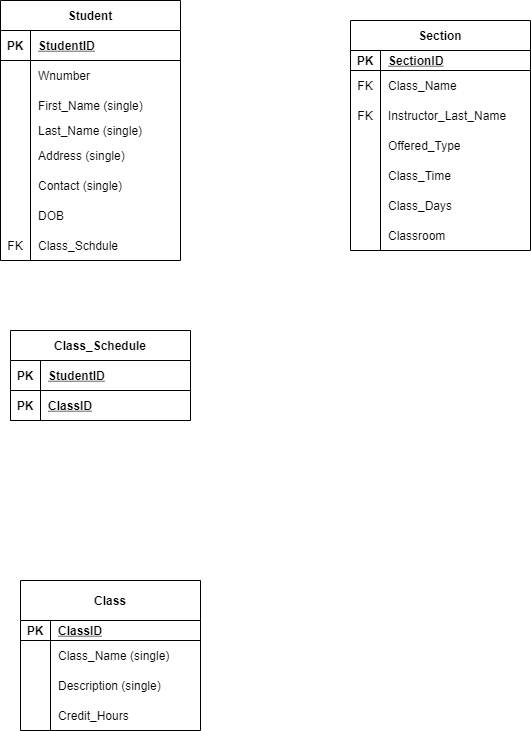 Student
PK StudentID
Wnumber
First_Name (single)
Last_Name (single)
Address (single)
Contact (single)
DOB
FK Class_Schdule
Section
PK SectionID
FK Class_Name
FK Instructor_Last_Name
Offered_Type
Class_Time
Class_Days
Classroom
Class_Schedule
PK StudentID
PK ClassID
Class
PK ClassID
Class_Name (single)
Description (single)
Credit_Hours